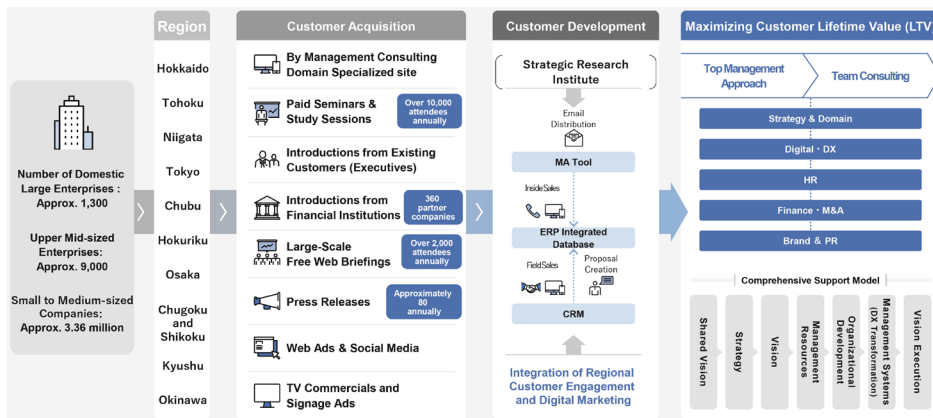 Number of Domestic
Large Enterprises :
Approx. 1,300
Upper Mid-sized
Enterprises:
Approx. 9,000
Small to Medium-sized
Companies:
Approx. 3.36 million
Region
Hokkaido
Tohoku
Niigata
Tokyo
Chubu
Hokuriku
Osaka
Chugoku
and
Shikoku
Kyushu
Okinawa
Customer Acquisition
By Management Consulting
Domain Specialized site
Paid Seminars &
Study Sessions
Over 10,000
attendees
annually
Introductions from Existing
Customers (Executives)
Introductions from
Financial Institutions
360
partner
companies
Large-Scale
Free Web Briefings
Over 2,000
attendees
annually
Press Releases
Approximately
80
annually
Web Ads & Social Media
TV Commercials and
Signage Ads
Customer Development
Strategic Research
Institute
Email
Distribution
MA Tool
Inside Sales
ERP Integrated
Database
Field Sales
Proposal
Creation
CRM
Integration of Regional
Customer Engagement
and Digital Marketing
Maximizing Customer Lifetime Value (LTV)
Top Management
Approach
Team Consulting
Strategy & Domain
Digital・DX
HR
Finance・M&A
Brand & PR
Comprehensive Support Model
Shared Vision
Strategy
Vision
Management
Resources
Organizational
Development
Management Systems
(DX Transformation)
Vision Execution